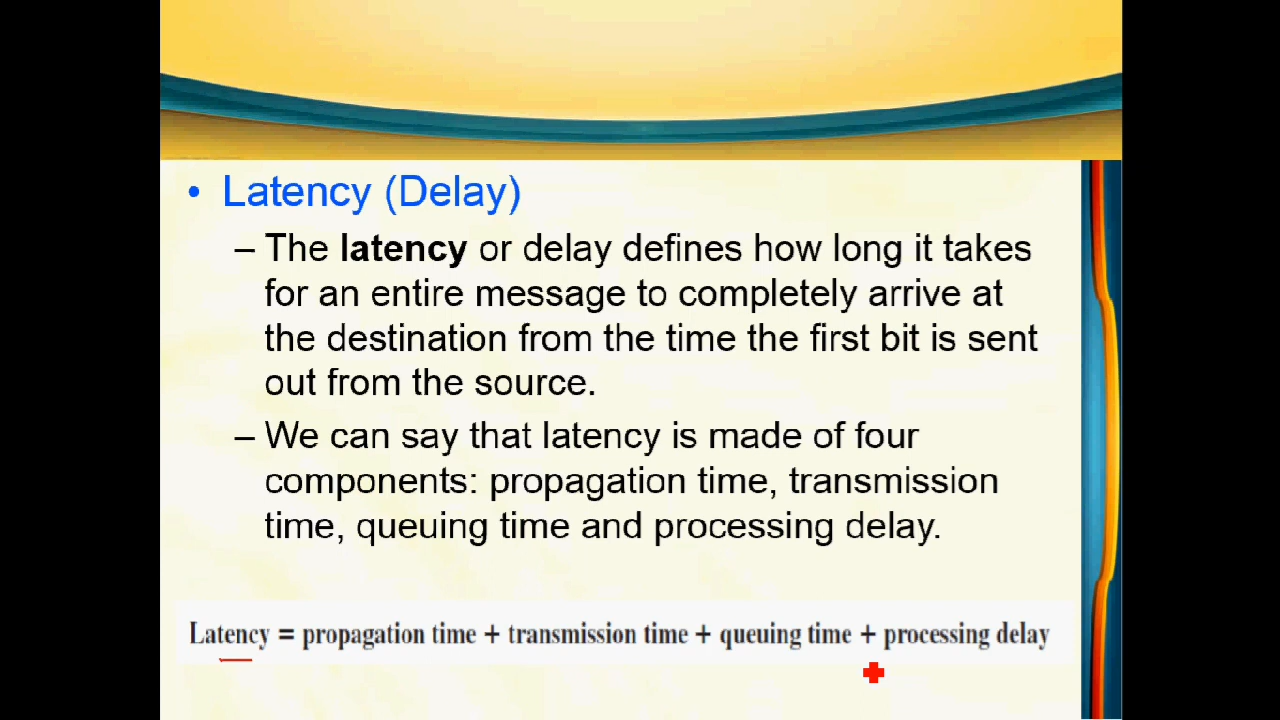 • Latency (Delay)
– The latency or delay defines how long it takes
for an entire message to completely arrive at
the destination from the time the first bit is sent
out from the source.
– We can say that latency is made of four
components: propagation time, transmission
time, queuing time and processing delay.
Latency = propagation time + transmission time + queuing time + processing delay